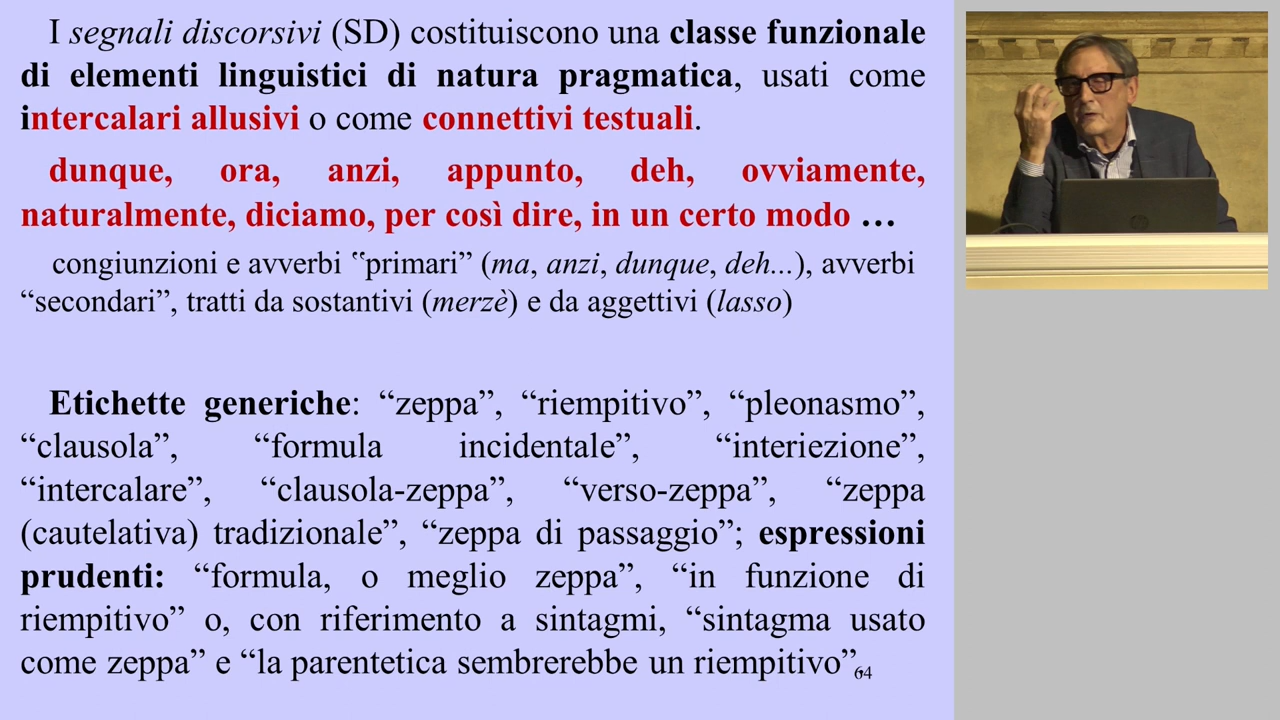 I segnali discorsivi (SD) costituiscono una classe funzionale
di elementi linguistici di natura pragmatica, usati come
intercalari allusivi o come connettivi testuali.
dunque, ora, anzi, appunto, deh, ovviamente,
naturalmente, diciamo, per così dire, in un certo modo …
congiunzioni e avverbi “primari” (ma, anzi, dunque, deh...), avverbi
“secondari”, tratti da sostantivi (merzè) e da aggettivi (lasso)
Etichette generiche: “zeppa”, “riempitivo”, “pleonasmo”,
“clausola”, “formula incidentale”, “interiezione”,
“intercalare”, “clausola-zeppa”, “verso-zeppa”, “zeppa
(cautelativa) tradizionale”, “zeppa di passaggio”; espressioni
prudenti: “formula, o meglio zeppa”, “in funzione di
riempitivo” o, con riferimento a sintagmi, “sintagma usato
come zeppa” e “la parentetica sembrerebbe un riempitivo”.
64